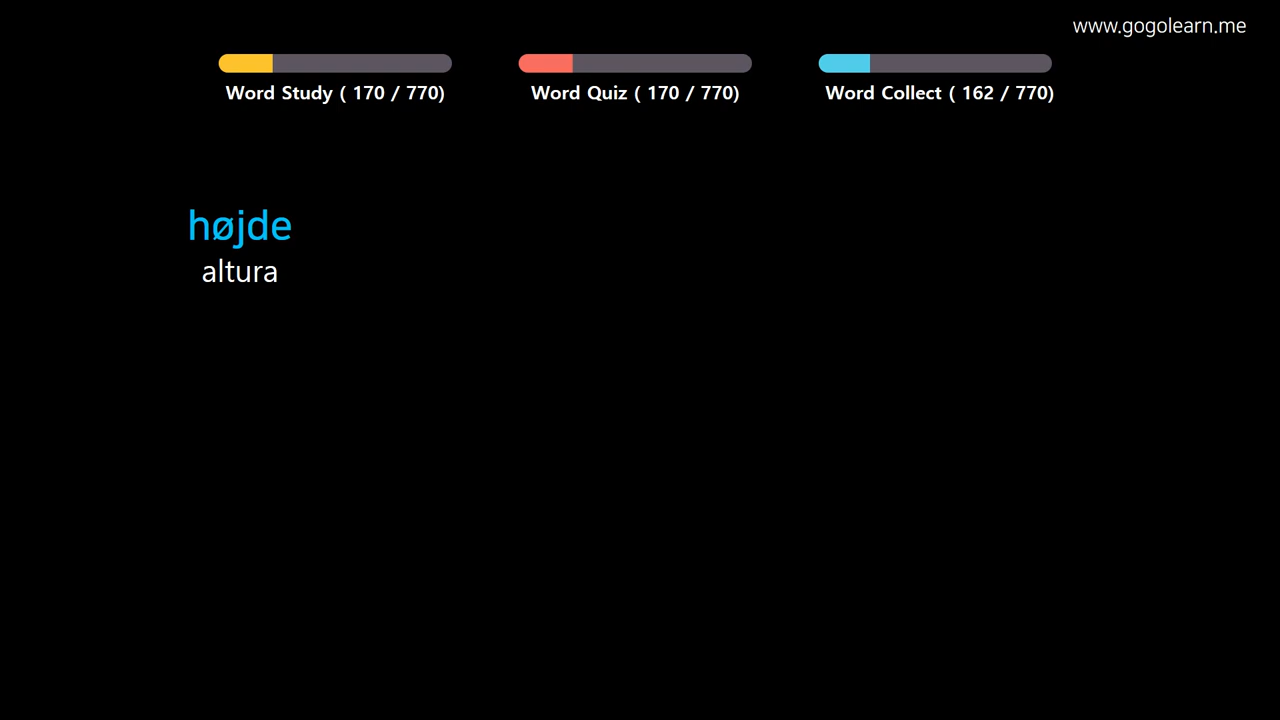 www.gogolearn.me
Word Study ( 170 / 770)
Word Quiz ( 170 / 770)
Word Collect ( 162 / 770)
højde
altura